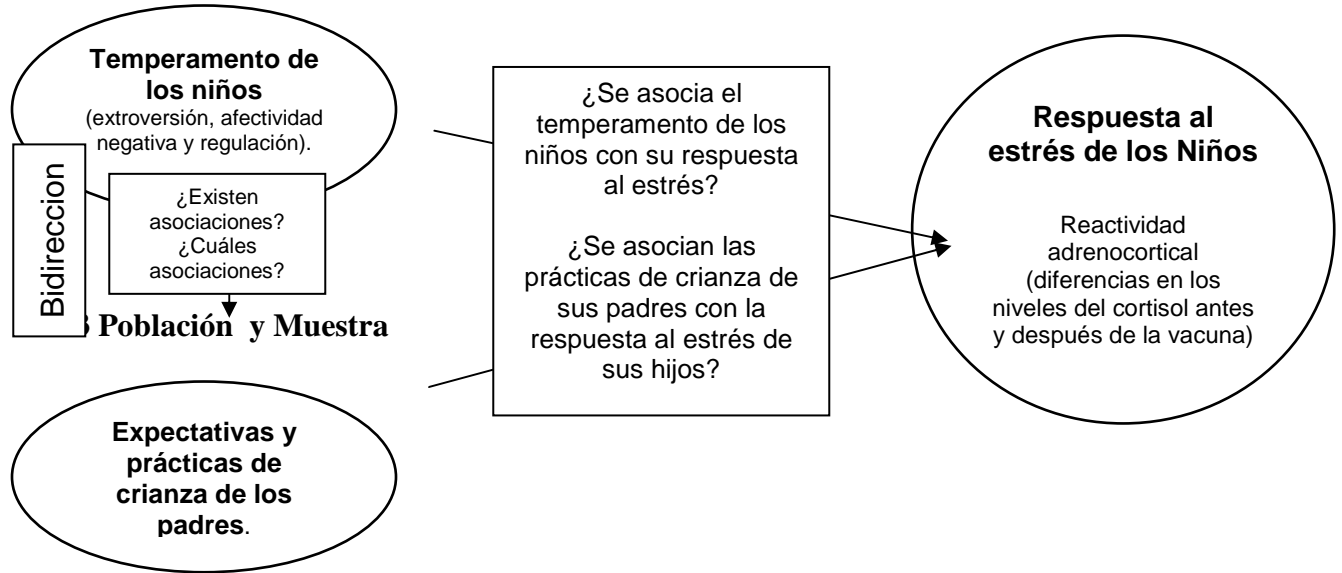 Temperamento de
los niños
(extroversión, afectividad
negativa y regulación).
Bidireccion
¿Existen
asociaciones?
¿Cuáles
asociaciones?
Población y Muestra
Expectativas y
prácticas de
crianza de los
padres.
¿Se asocia el
temperamento de los
niños con su respuesta
al estrés?
¿Se asocian las
prácticas de crianza de
sus padres con la
respuesta al estrés de
sus hijos?
Respuesta al
estrés de los Niños
Reactividad
adrenocortical
(diferencias en los
niveles del cortisol antes
y después de la vacuna)